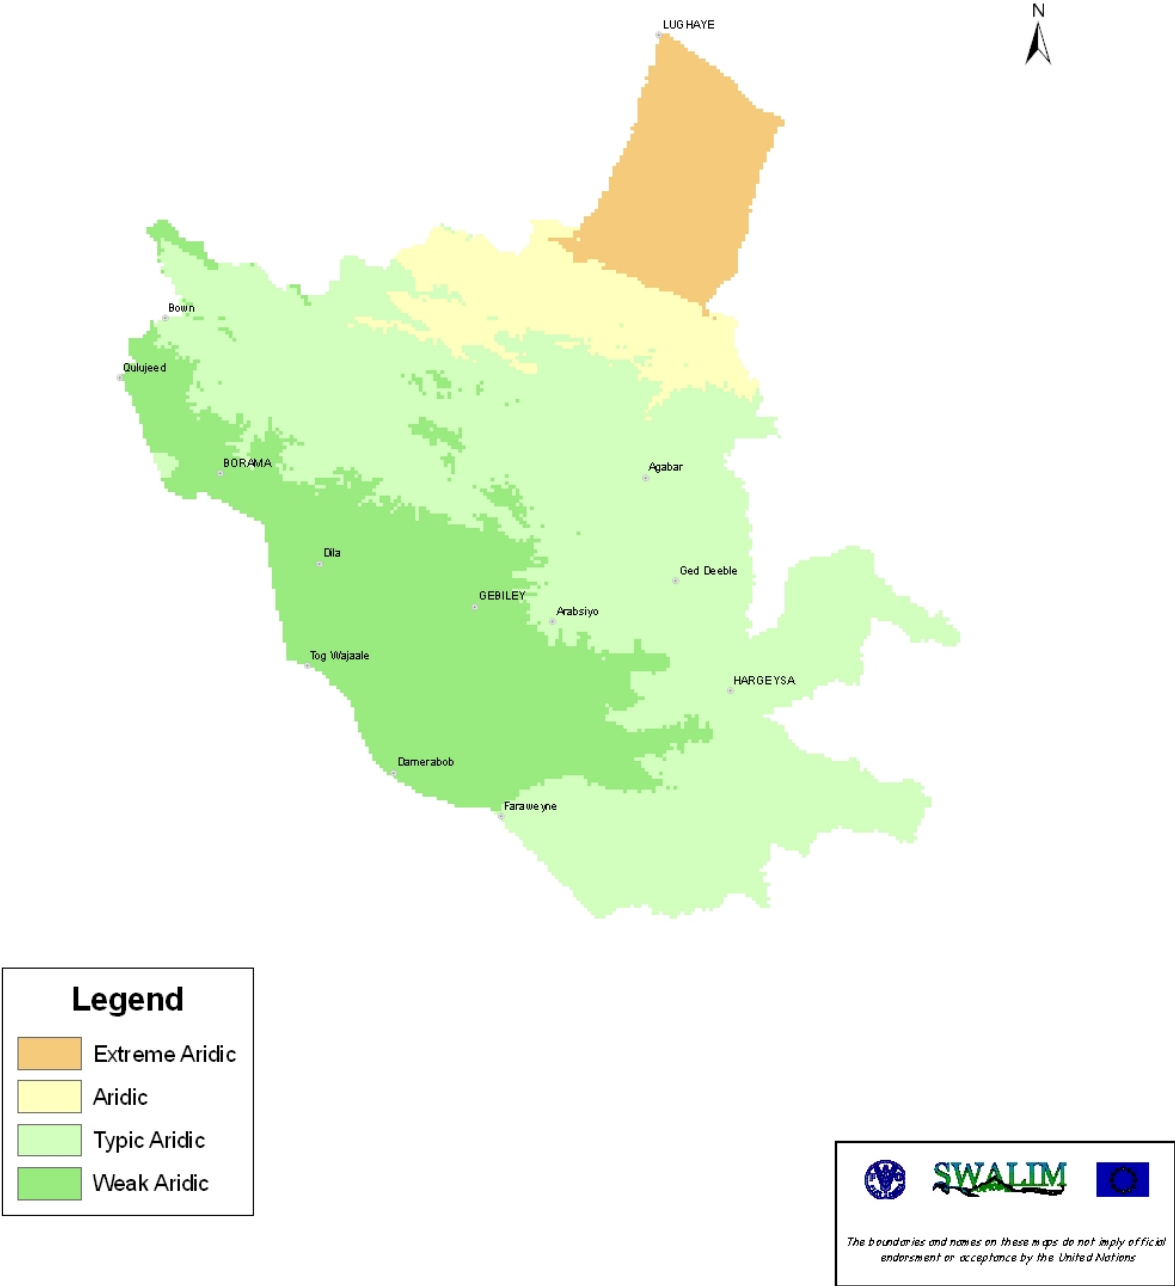 N
LUGHAYE
Bown
Qulujeed
BORAMA
Agabar
Dila
Ged Deeble
GEBILEY
Arabsiyo
Tog Wajaale
HARGEYSA
Damerabob
Faraweyne
Legend
Extreme Aridic
Aridic
Typic Aridic
Weak Aridic
SWALIM
The boundaries and names on these maps do not imply official
endorsment or acceptance by the United Nations